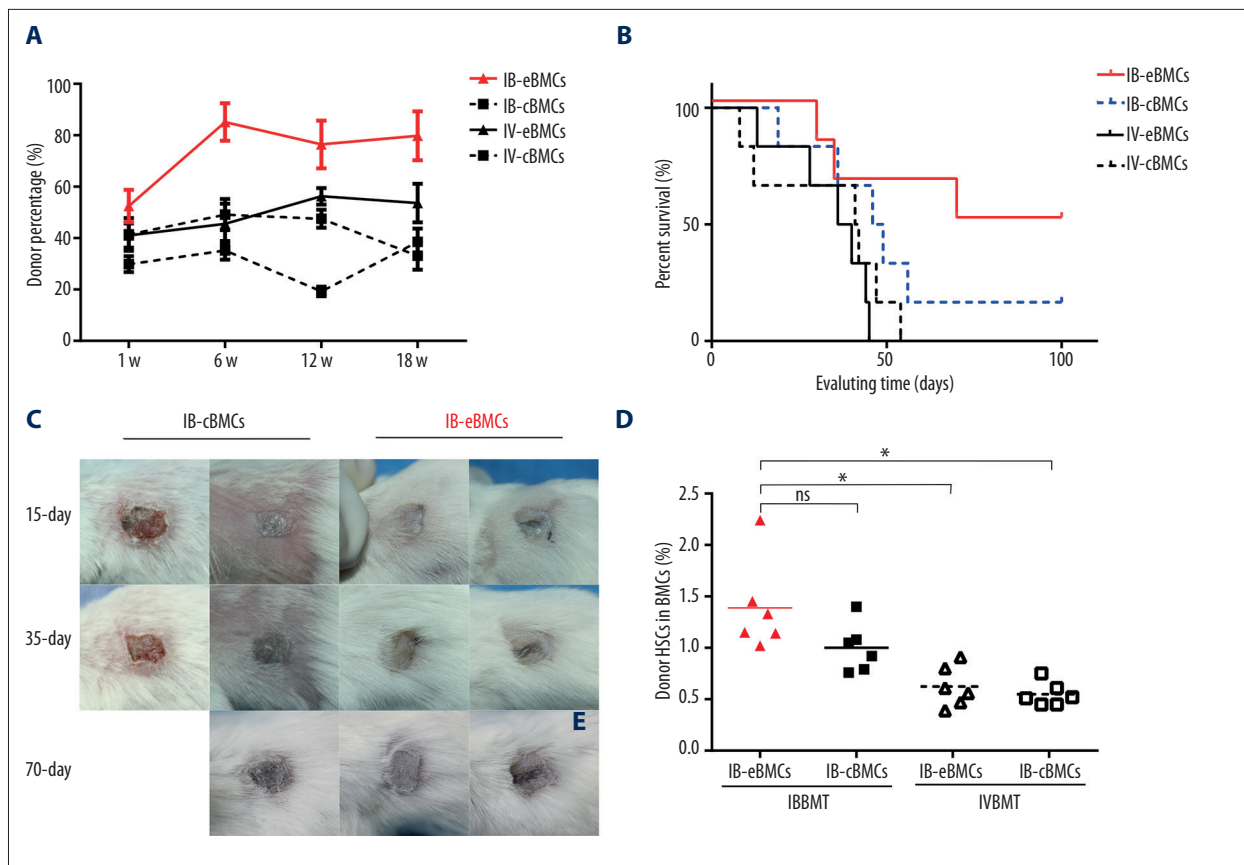 A
Donor percentage (%)
100
80
60
40
20
0
1 w
6 w
12 w
18 w
IB-eBMCs
IB-cBMCs
IV-eBMCs
IV-cBMCs
B
Percent survival (%)
100
50
0
0
50
100
Evaluting time (days)
IB-eBMCs
IB-cBMCs
IV-eBMCs
IV-cBMCs
C
IB-cBMCs
IB-eBMCs
15-day
35-day
70-day
E
D
*
*
ns
Donor HSCs in BMCs (%)
2.5
2.0
1.5
1.0
0.5
0.0
IB-eBMCs
IB-cBMCs
IB-eBMCs
IB-cBMCs
IBBMT
IVBMT